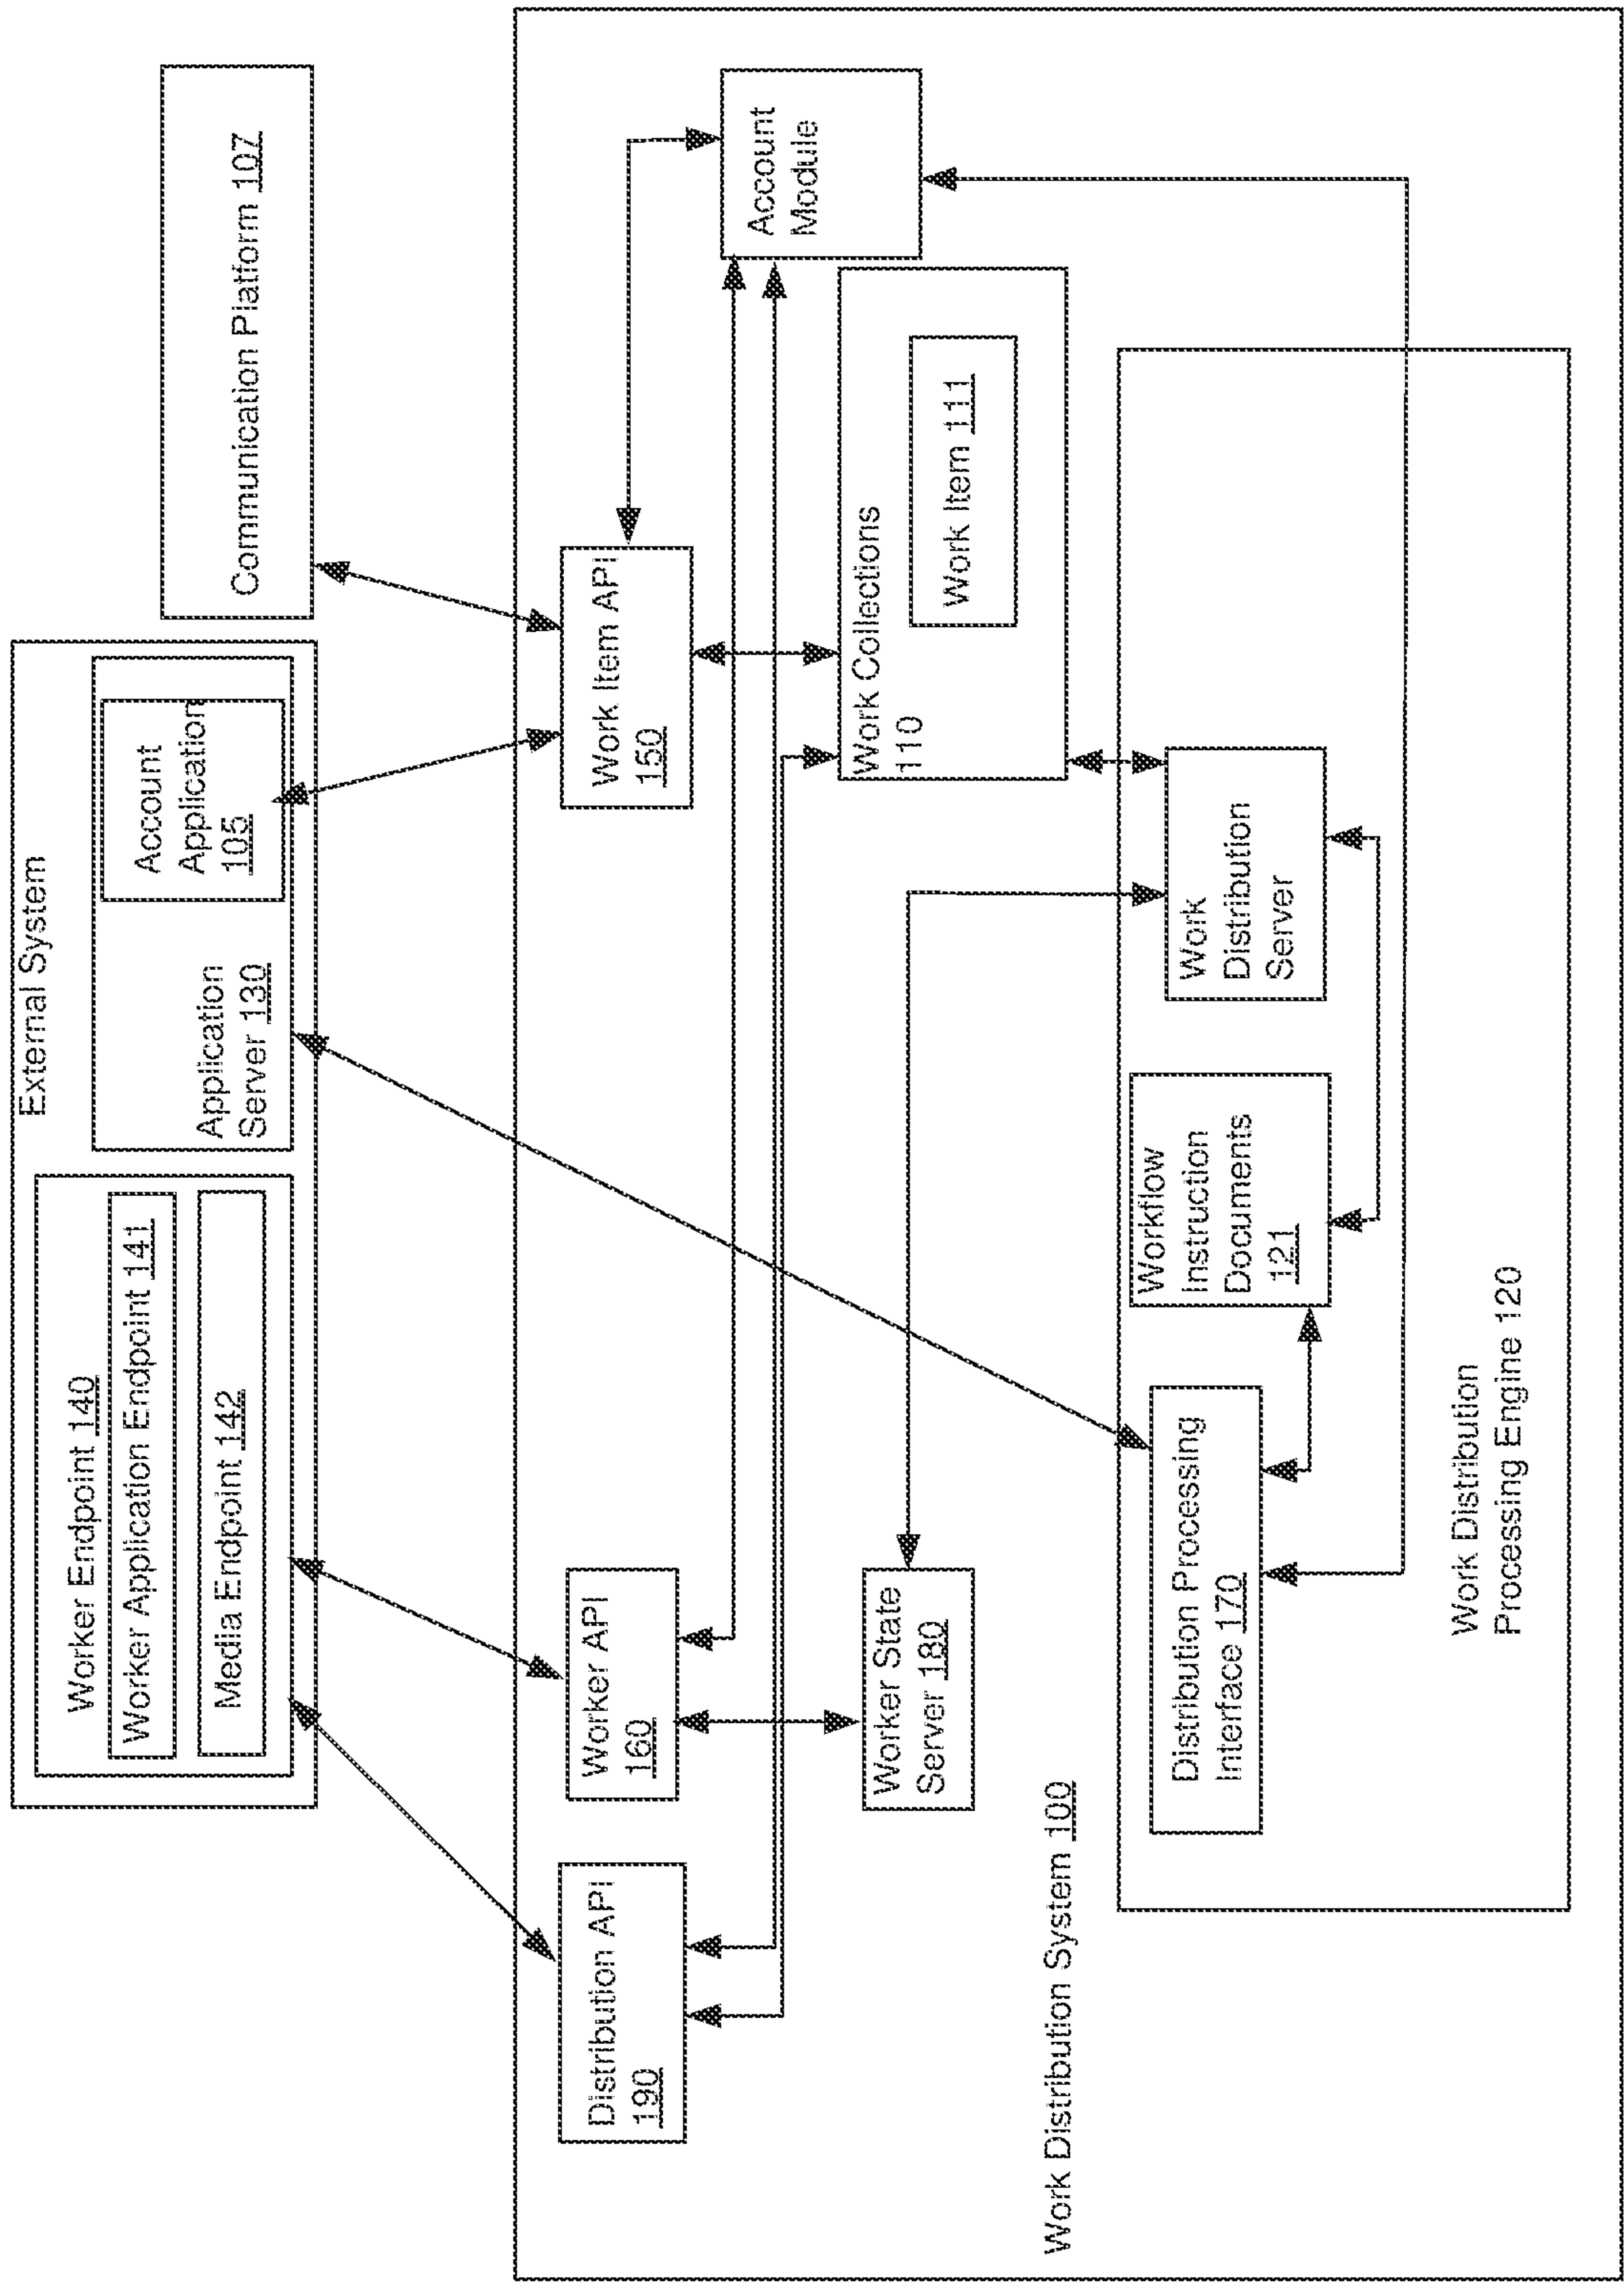 External System
Worker Endpoint 140
Worker Application Endpoint 141
Media Endpoint 142
Application
Server 130
Account
Application
105
Communication Platform 107
Distribution API
190
Worker API
160
Work Item API
150
Account
Module
Worker State
Server 180
Work Collections
110
Work Item 111
Work Distribution System 100
Distribution Processing
Interface 170
Workflow
Instruction
Documents
121
Work
Distribution
Server
Work Distribution
Processing Engine 120